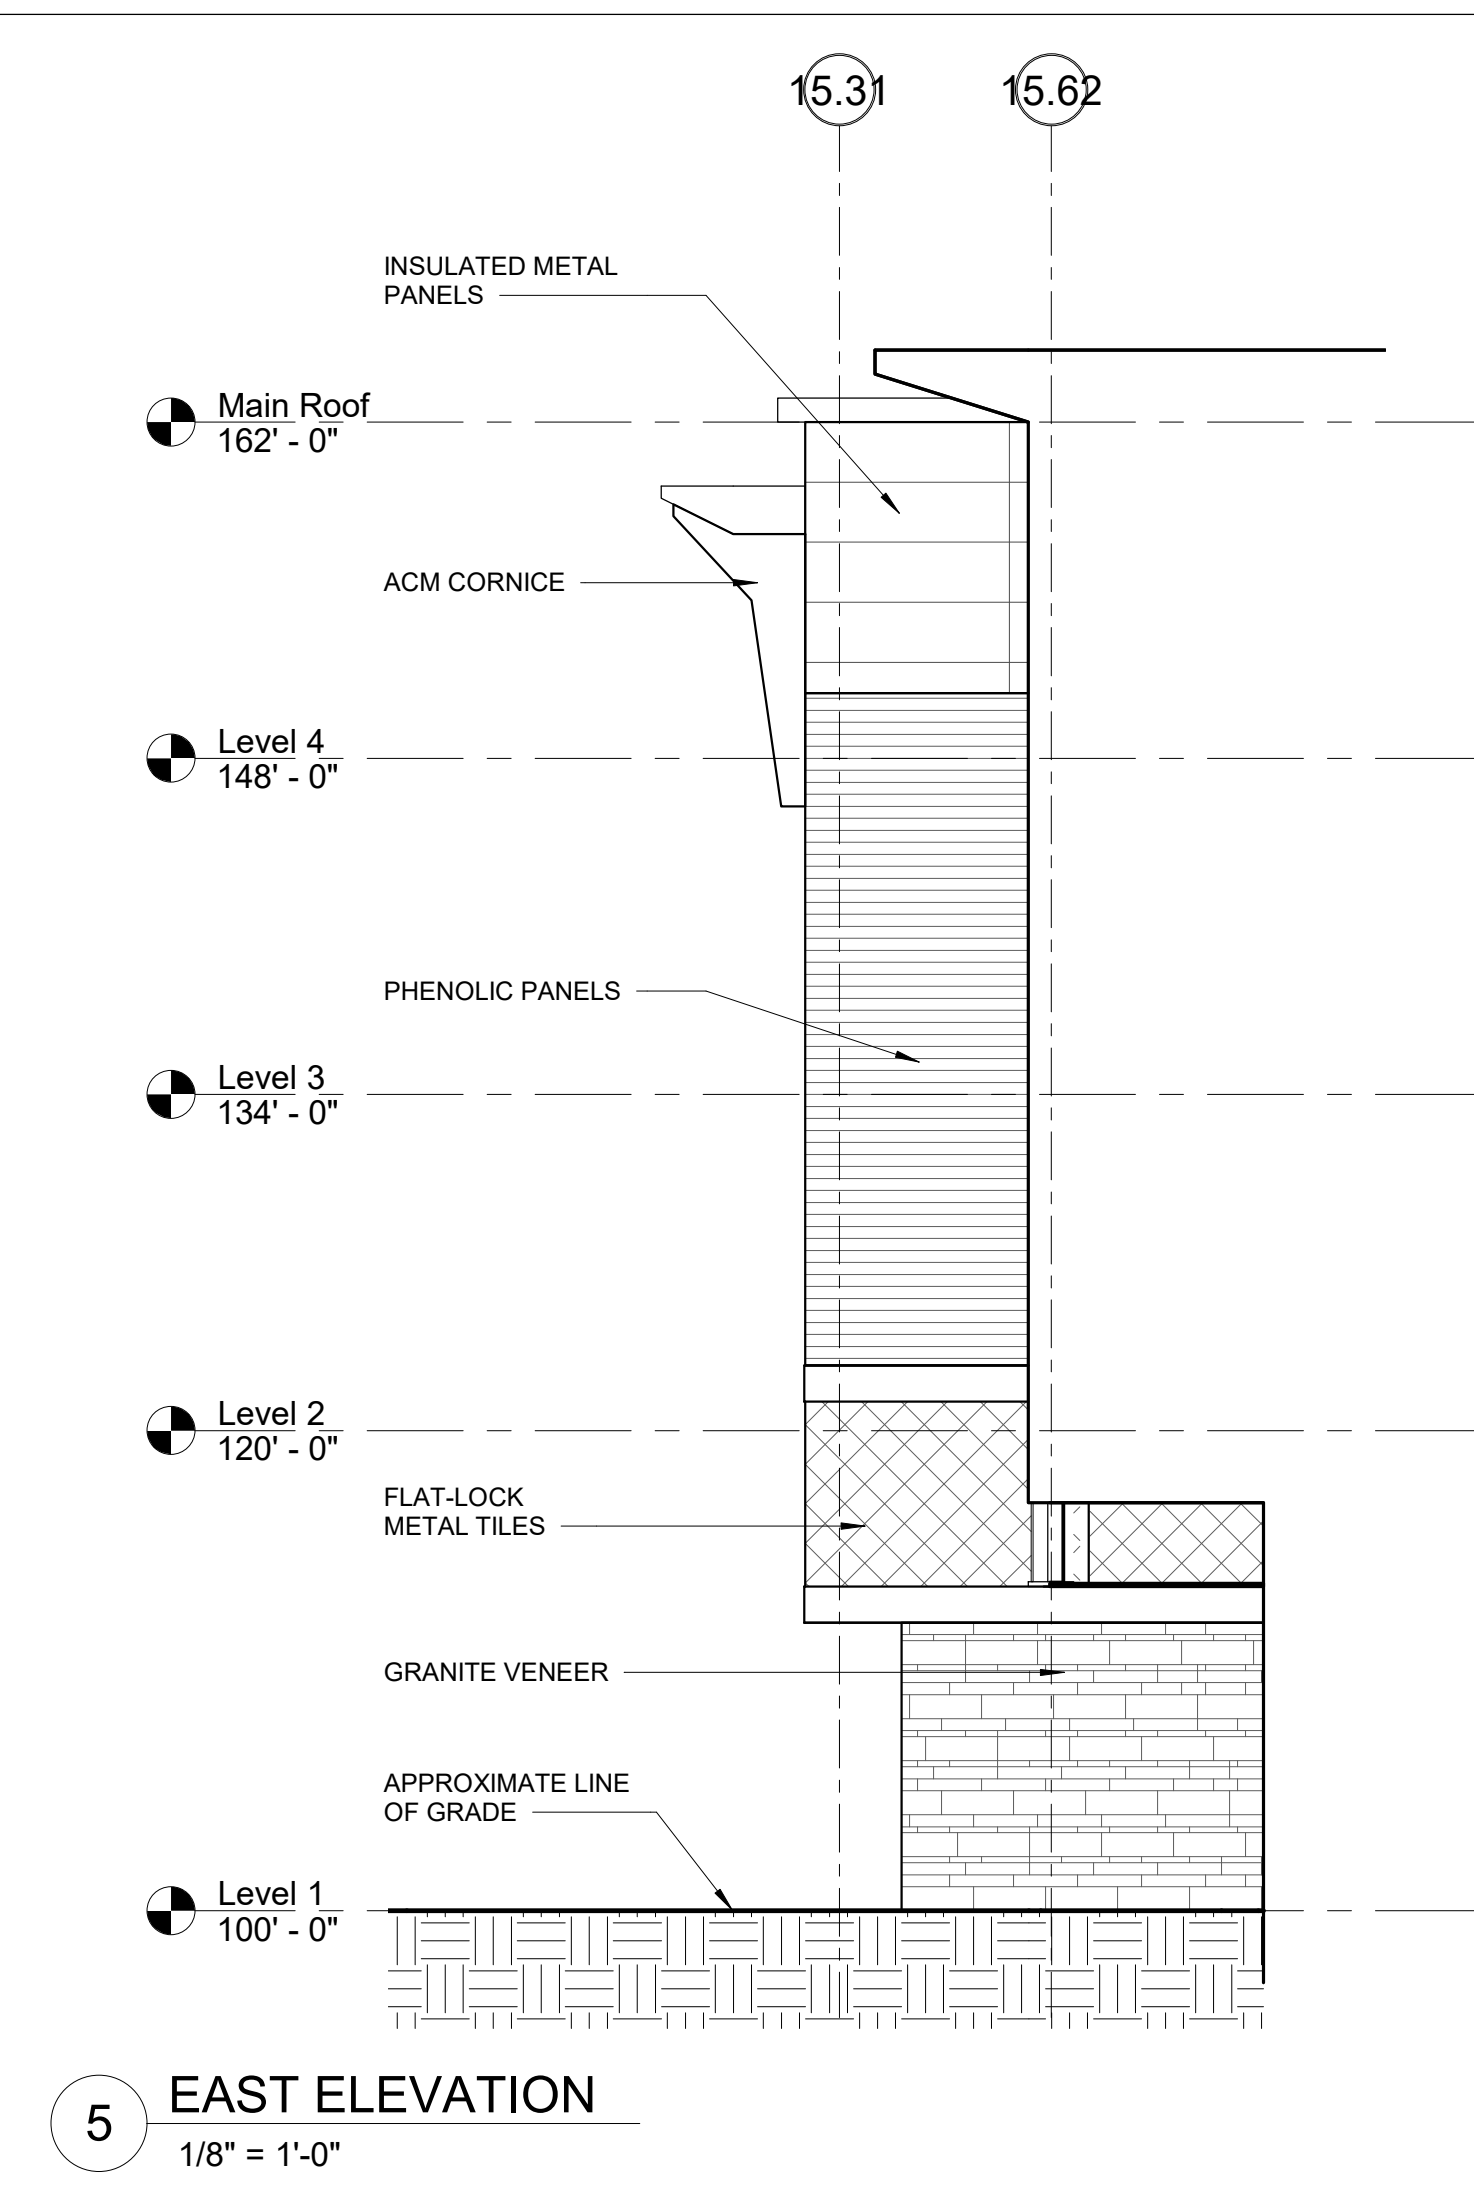 15.31
15.62
INSULATED METAL
PANELS
Main Roof
162' - 0"
ACM CORNICE
Level 4
148' - 0"
PHENOLIC PANELS
Level 3
134' - 0"
Level 2
120' - 0"
FLAT-LOCK
METAL TILES
GRANITE VENEER
APPROXIMATE LINE
OF GRADE
Level 1
100' - 0"
5
EAST ELEVATION
1/8" = 1'-0"